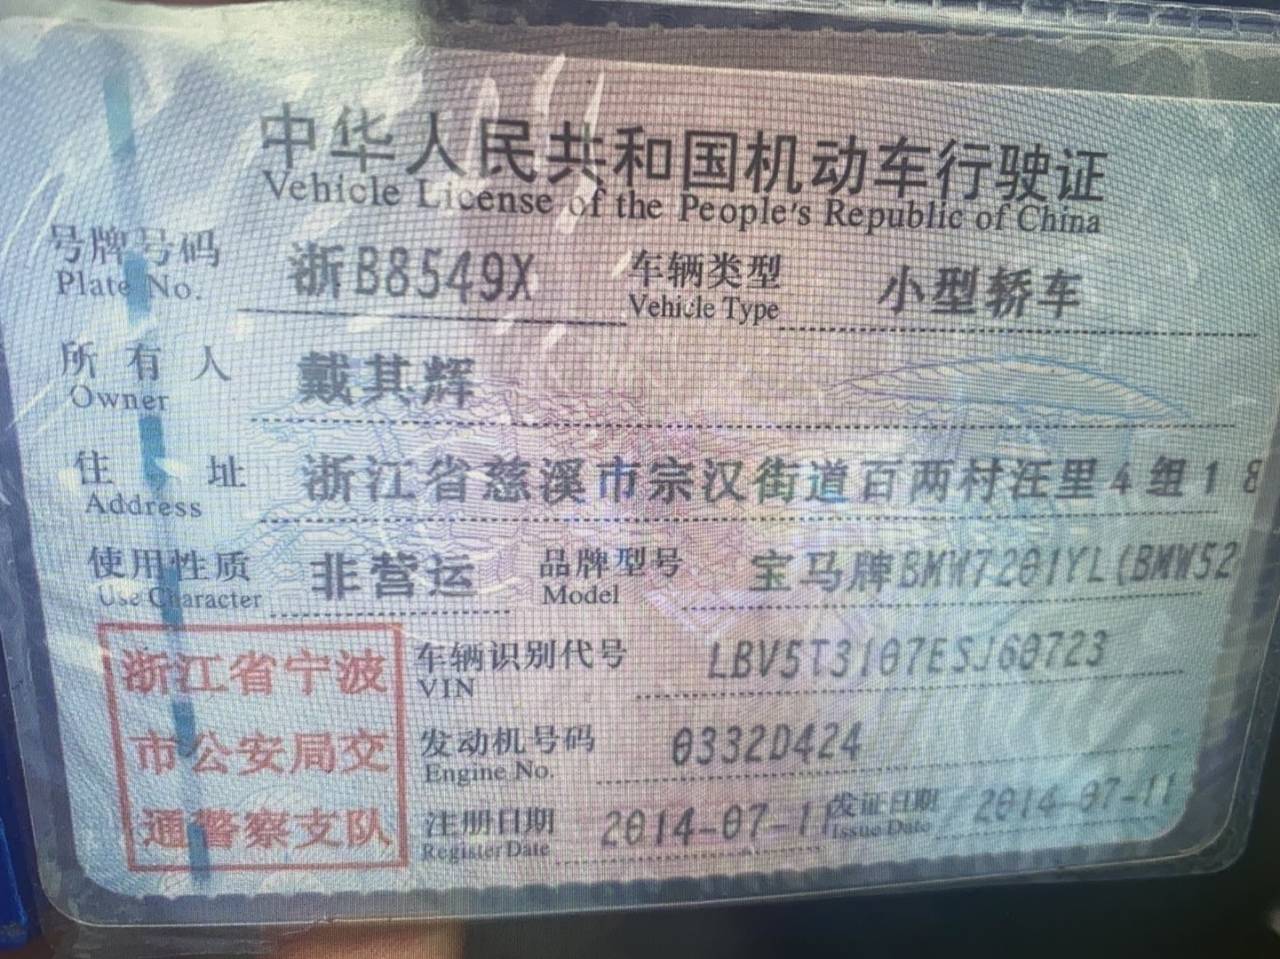 中华人民共和国机动车行驶证
Vehicle License of the People's Republic of China
号牌号码 浙B8549X 车辆类型 小型轿车
Plate No. Vehicle Type
所有人 戴其辉
Owner
住址 浙江省慈溪市宗汉街道百两村汪里4组18
Address
使用性质 非营运 品牌型号 宝马牌BMW7201YL(BMW52
Use Character Model
浙江省宁波
市公安局交
通警察支队
车辆识别代号 LBV5T3107ESJ60723
VIN
发动机号码 0332D424
Engine No.
注册日期 2014-07-11 发证日期 2014-07-11
Register Date Issue Date